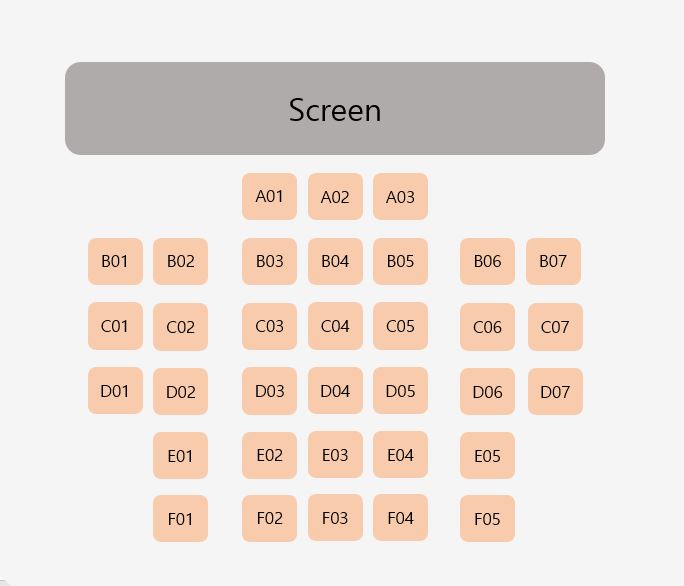 Screen
A01 A02 A03
B01 B02 B03 B04 B05 B06 B07
C01 C02 C03 C04 C05 C06 C07
D01 D02 D03 D04 D05 D06 D07
E01 E02 E03 E04 E05
F01 F02 F03 F04 F05